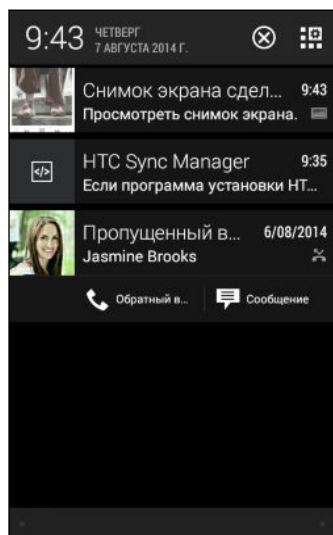 9:43
ЧЕТВЕРГ
7 АВГУСТА 2014 Г.
Снимок экрана сдел... 9:43
Просмотреть снимок экрана.
</>
HTC Sync Manager 9:35
Если программа установки HT...
Пропущенный в... 6/08/2014
Jasmine Brooks
Обратный в... Сообщение